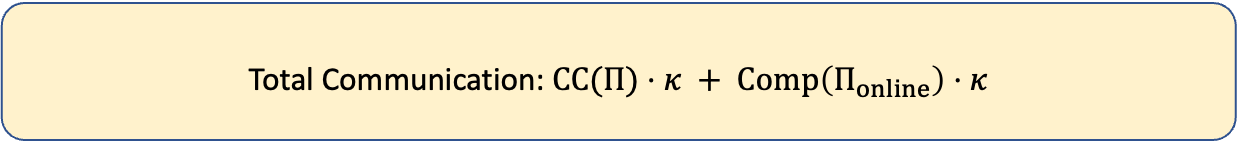 Total Communication: CC(Π) · κ + Comp(Π_online) · κ